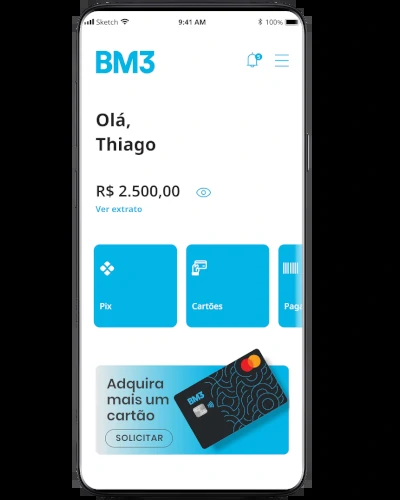 Sketch 9:41 AM 100%
BM3
Olá,
Thiago
R$ 2.500,00
Ver extrato
Pix Cartões
Adquira
mais um
cartão
BM3
SOLICITAR